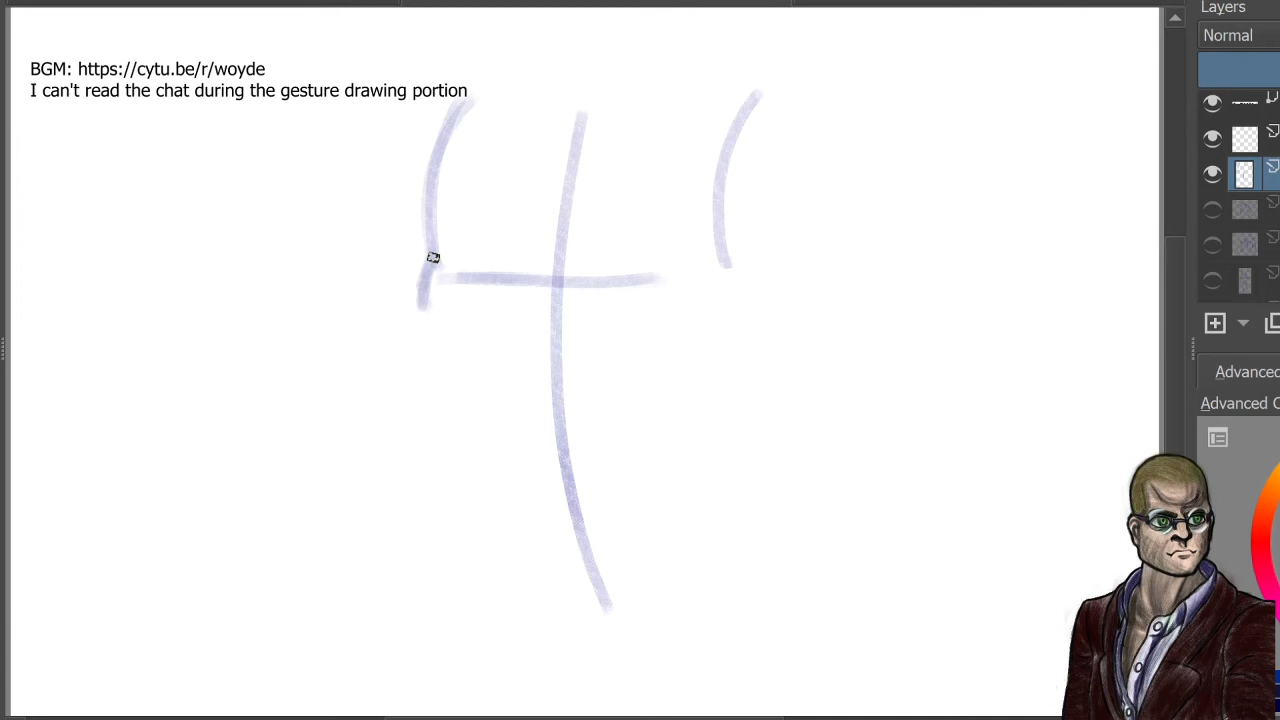 Layers
Normal
BGM: https://cytu.be/r/woyde
I can't read the chat during the gesture drawing portion
Advanced
Advanced C